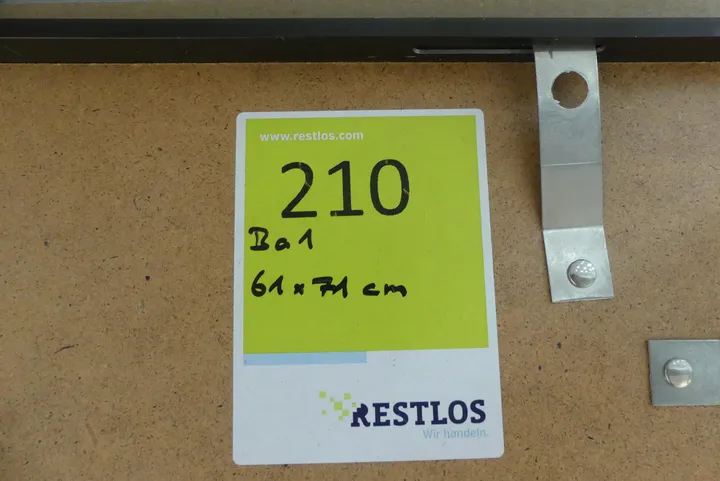 www.restlos.com
210
Ba1
61 x 71 cm
RESTLOS
Wir handeln.